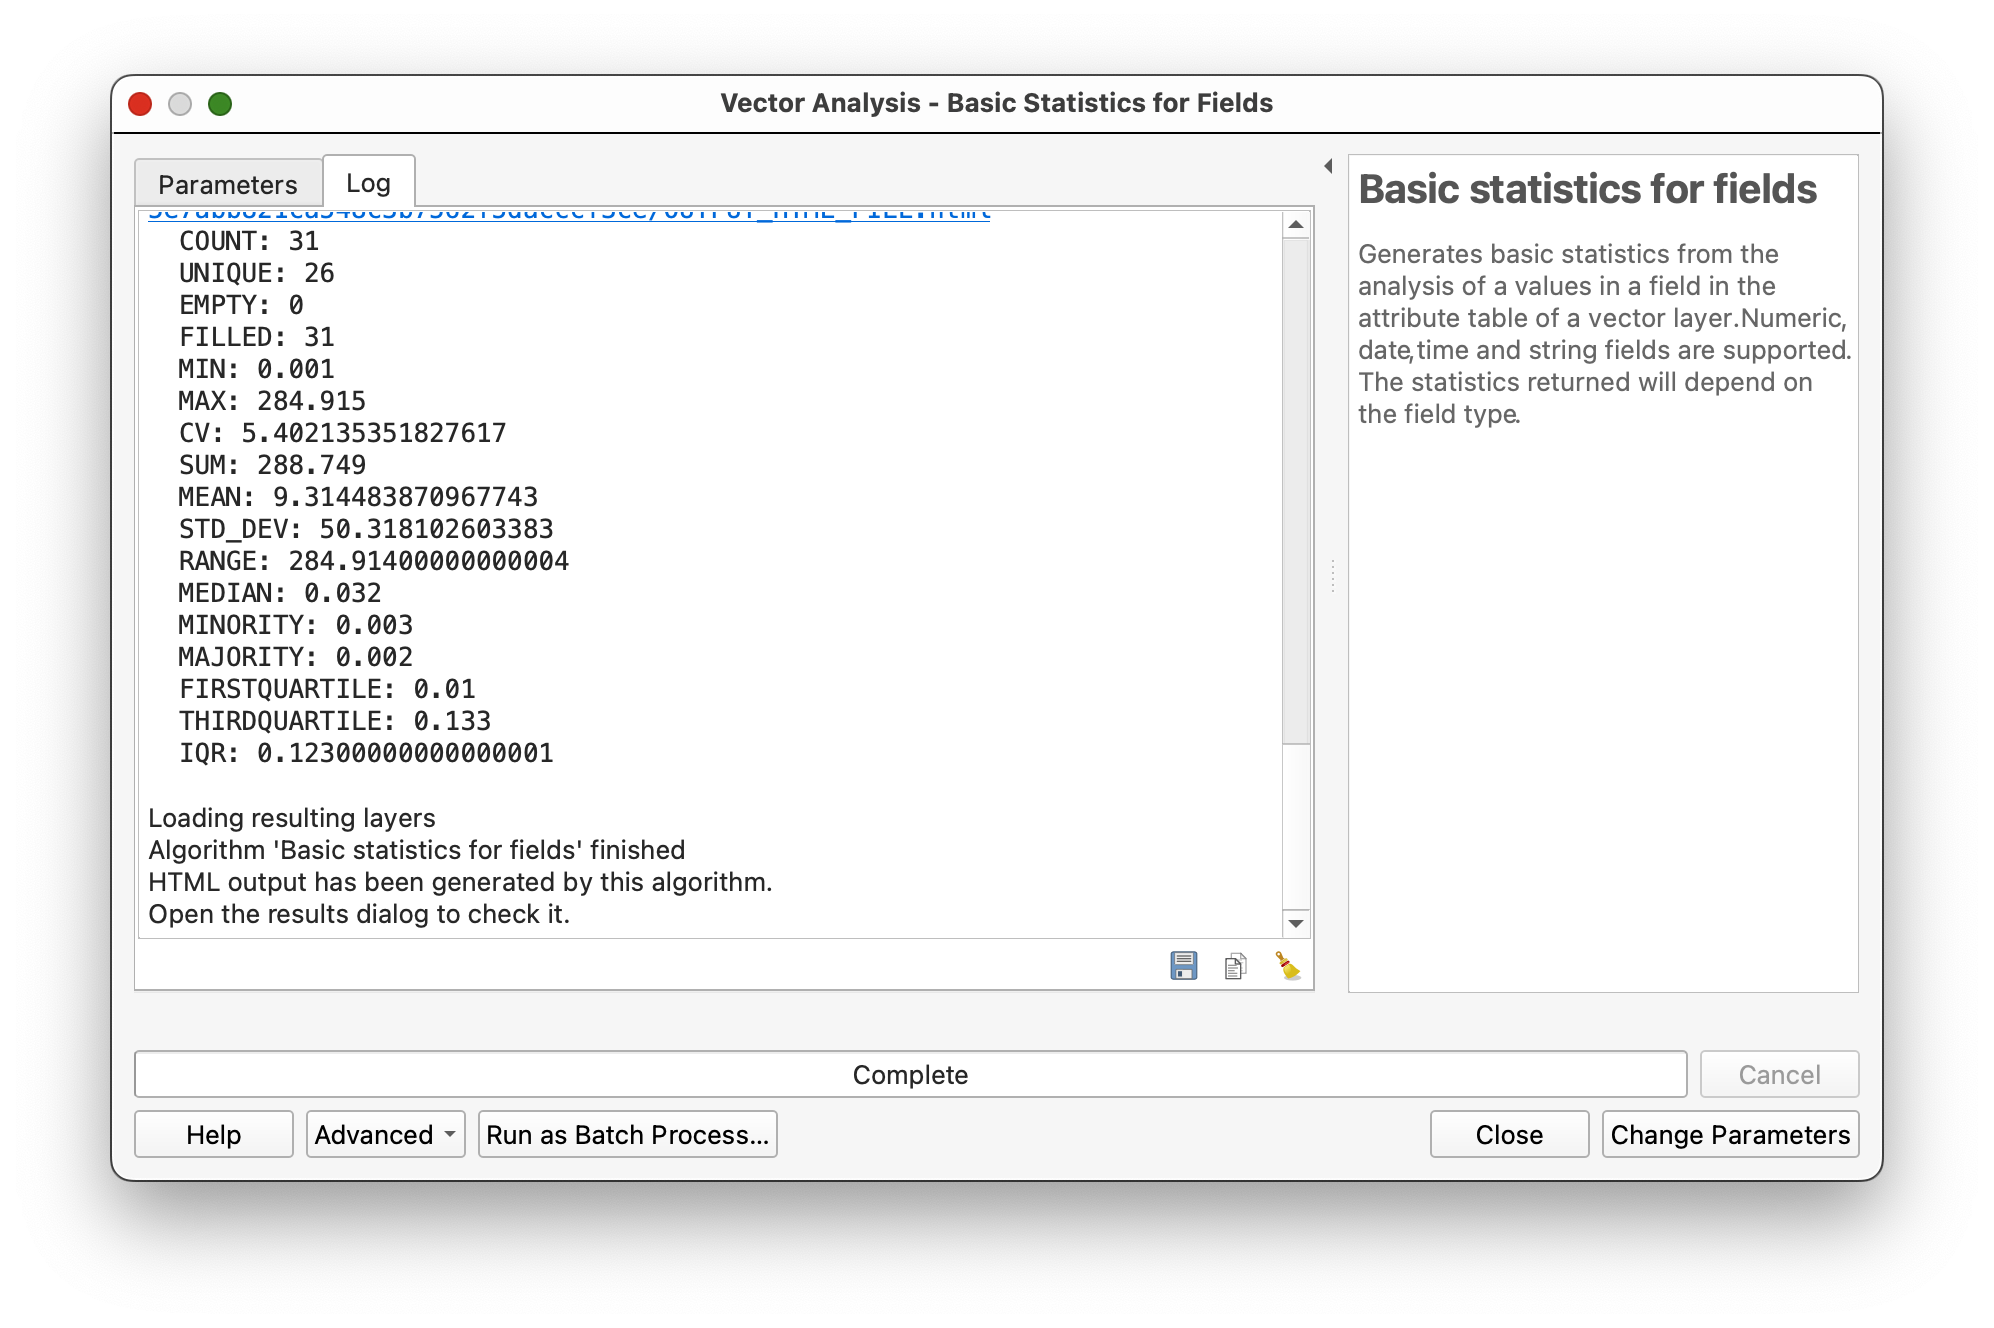 Vector Analysis - Basic Statistics for Fields
Parameters
Log
COUNT: 31
UNIQUE: 26
EMPTY: 0
FILLED: 31
MIN: 0.001
MAX: 284.915
CV: 5.402135351827617
SUM: 288.749
MEAN: 9.314483870967743
STD_DEV: 50.318102603383
RANGE: 284.91400000000004
MEDIAN: 0.032
MINORITY: 0.003
MAJORITY: 0.002
FIRSTQUARTILE: 0.01
THIRDQUARTILE: 0.133
IQR: 0.12300000000000001
Loading resulting layers
Algorithm 'Basic statistics for fields' finished
HTML output has been generated by this algorithm.
Open the results dialog to check it.
Basic statistics for fields
Generates basic statistics from the
analysis of a values in a field in the
attribute table of a vector layer.Numeric,
date,time and string fields are supported.
The statistics returned will depend on
the field type.
Complete
Cancel
Help
Advanced
Run as Batch Process...
Close
Change Parameters